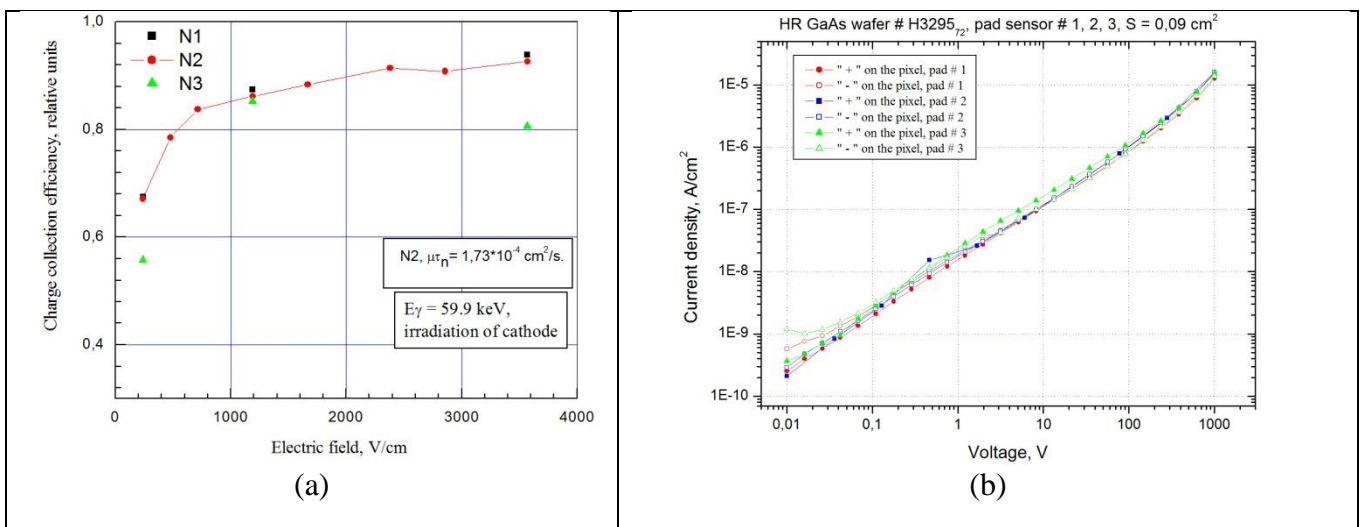 1,0
0,8
0,6
0,4
0
1000
2000
3000
4000
Charge collection efficiency, relative units
Electric field, V/cm
N1
N2
N3
N2, μτn= 1,73*10-4 cm2/s.
Eγ = 59.9 keV,
irradiation of cathode
(a)
HR GaAs wafer # H329572, pad sensor # 1, 2, 3, S = 0,09 cm2
" + " on the pixel, pad # 1
" - " on the pixel, pad # 1
" + " on the pixel, pad # 2
" - " on the pixel, pad # 2
" + " on the pixel, pad # 3
" - " on the pixel, pad # 3
1E-5
1E-6
1E-7
1E-8
1E-9
1E-10
Current density, A/cm2
0,01
0,1
1
10
100
1000
Voltage, V
(b)